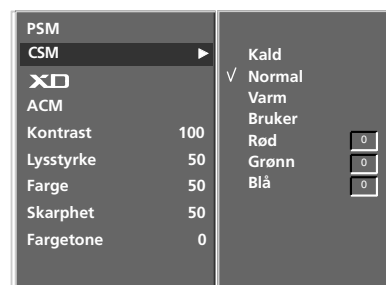 PSM
CSM
XD
ACM
Kontrast 100
Lysstyrke 50
Farge 50
Skarphet 50
Fargetone 0
Kald
√ Normal
Varm
Bruker
Rød 0
Grønn 0
Blå 0